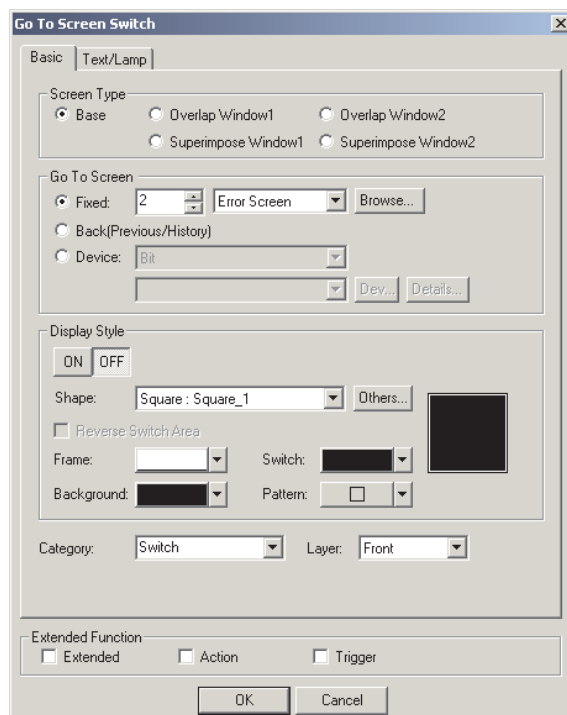 Go To Screen Switch
Basic Text/Lamp
Screen Type
Base Overlap Window1 Overlap Window2
Superimpose Window1 Superimpose Window2
Go To Screen
Fixed: 2 Error Screen Browse...
Back(Previous/History)
Device: Bit
Dev... Details...
Display Style
ON OFF
Shape: Square : Square_1 Others...
Reverse Switch Area
Frame: Switch:
Background: Pattern:
Category: Switch Layer: Front
Extended Function
Extended Action Trigger
OK Cancel